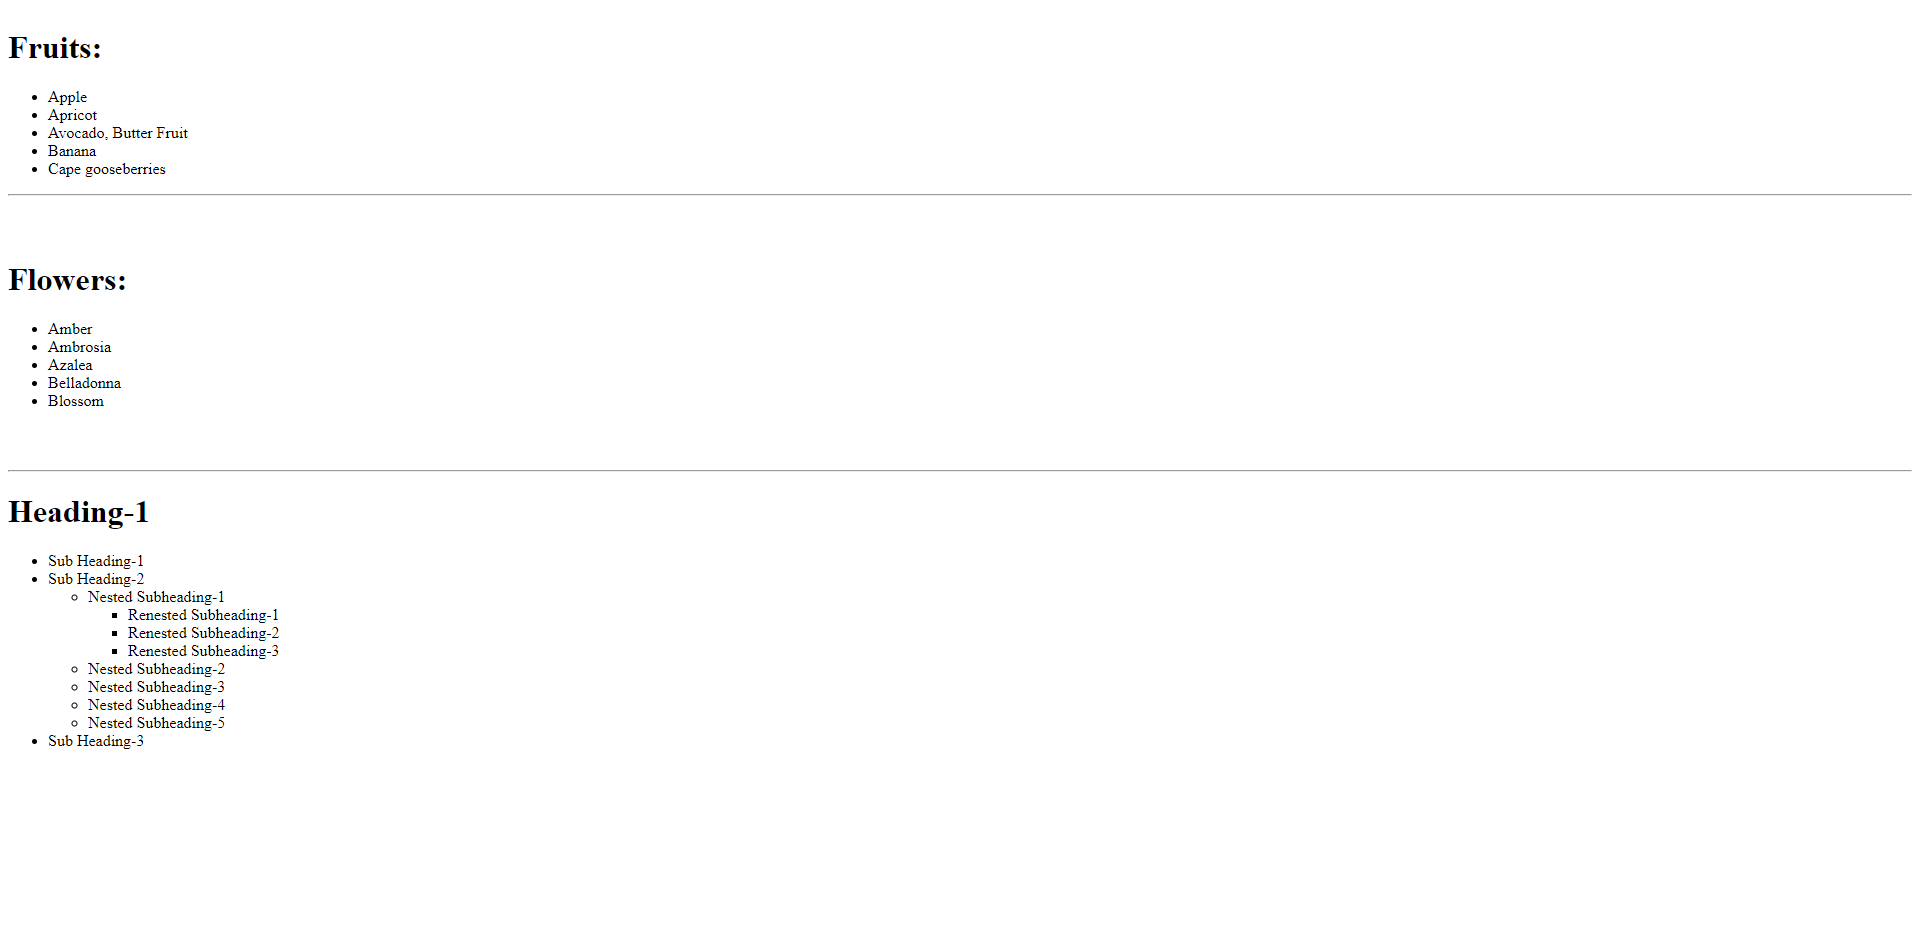 Fruits:
Apple
Apricot
Avocado, Butter Fruit
Banana
Cape gooseberries
Flowers:
Amber
Ambrosia
Azalea
Belladonna
Blossom
Heading-1
Sub Heading-1
Sub Heading-2
Nested Subheading-1
Renested Subheading-1
Renested Subheading-2
Renested Subheading-3
Nested Subheading-2
Nested Subheading-3
Nested Subheading-4
Nested Subheading-5
Sub Heading-3